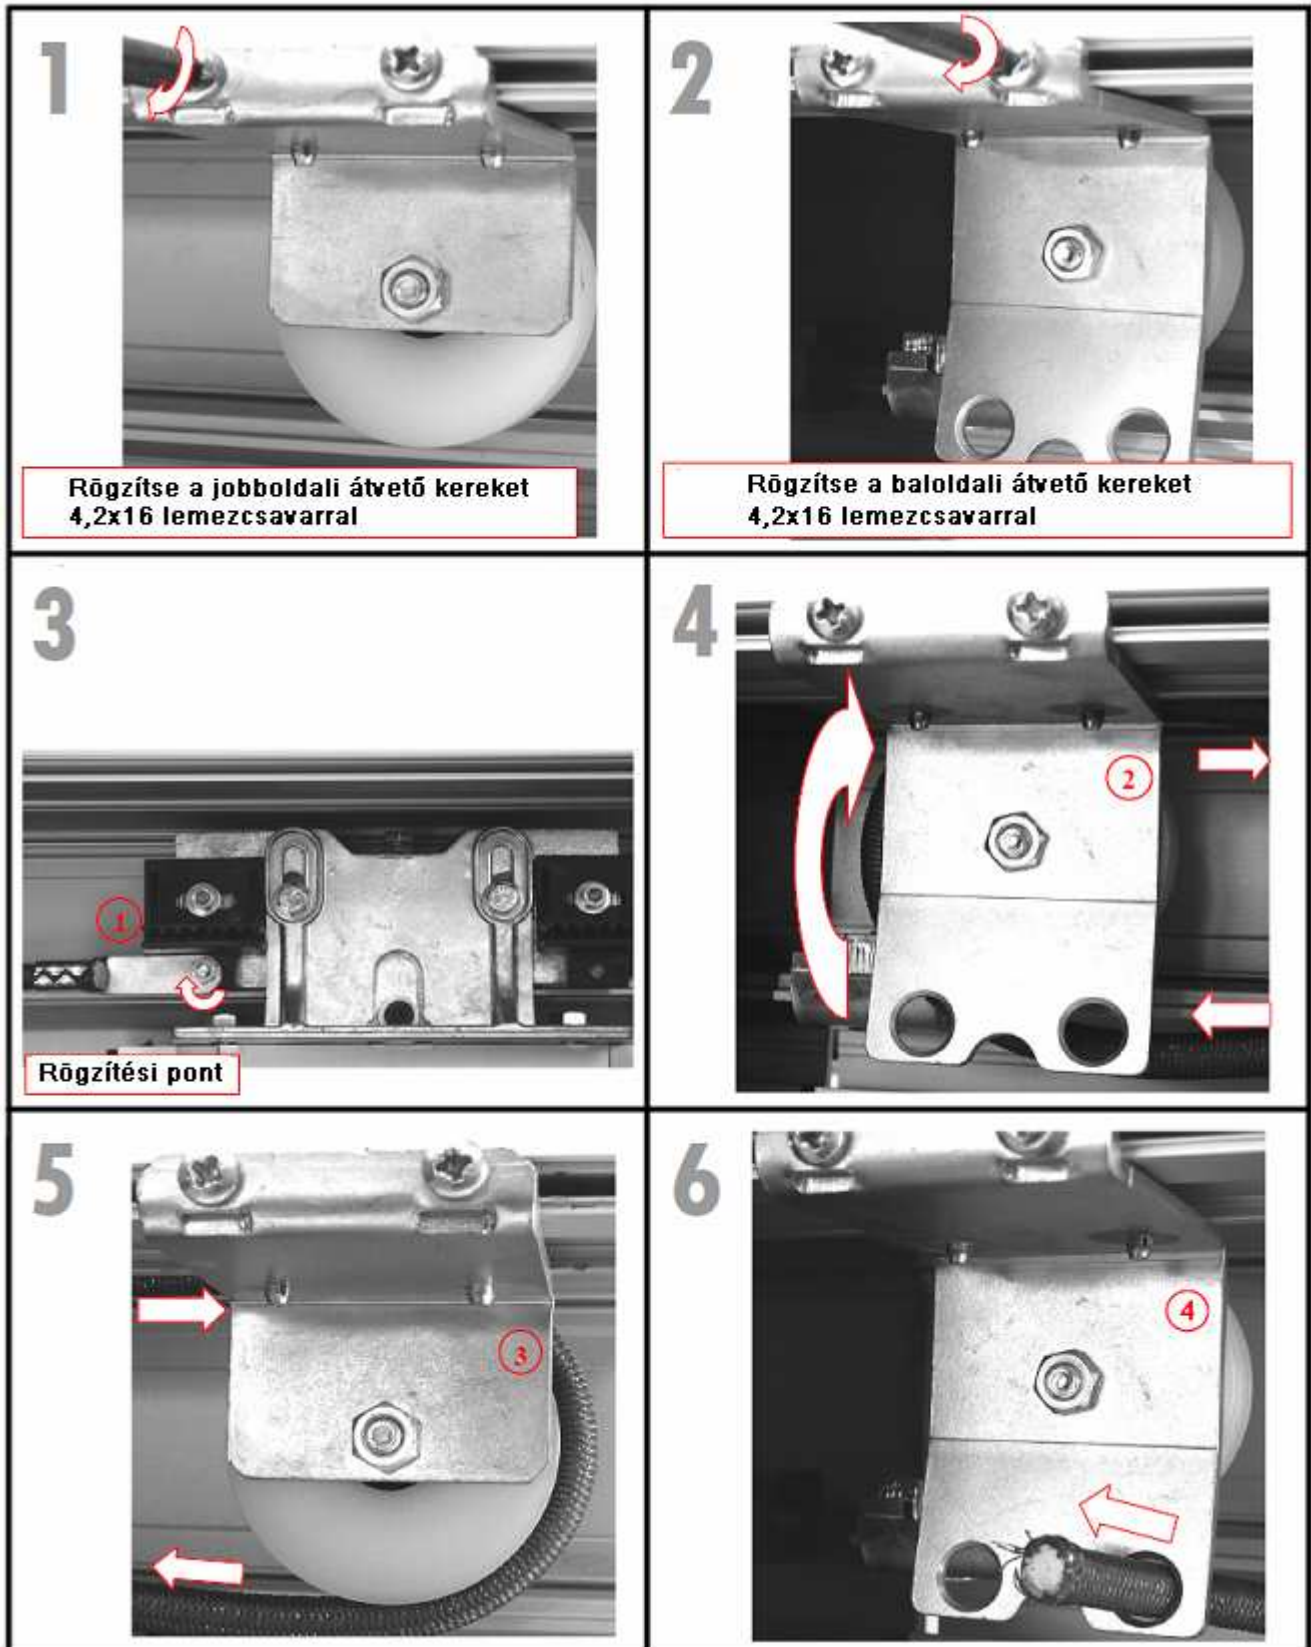 1
2
Rögzítse a jobboldali átvető kereket
4,2x16 lemezcsavarral
Rögzítse a baloldali átvető kereket
4,2x16 lemezcsavarral
3
4
1
2
Rögzítési pont
5
6
3
4